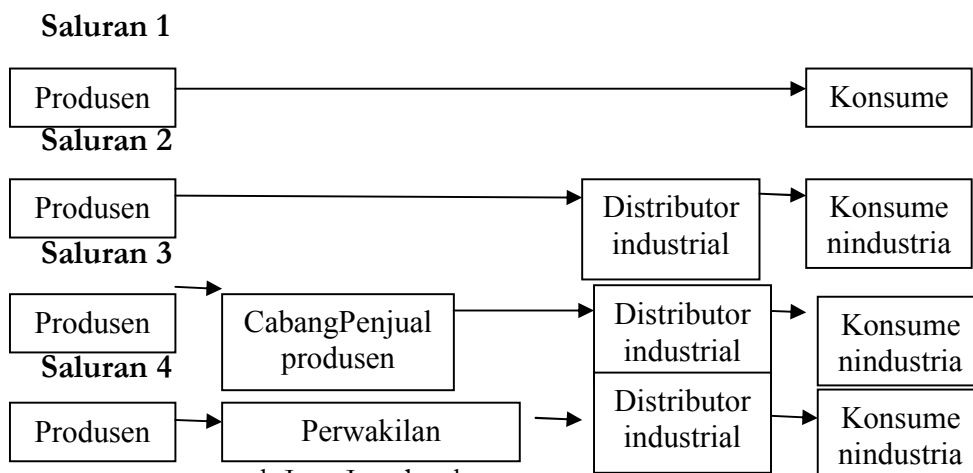 Saluran 1
Produsen
Konsume
Saluran 2
Produsen
Distributor
industrial
Konsume
nindustria
Saluran 3
Produsen
CabangPenjual
produsen
Distributor
industrial
Konsume
nindustria
Saluran 4
Produsen
Perwakilan
Distributor
industrial
Konsume
nindustria